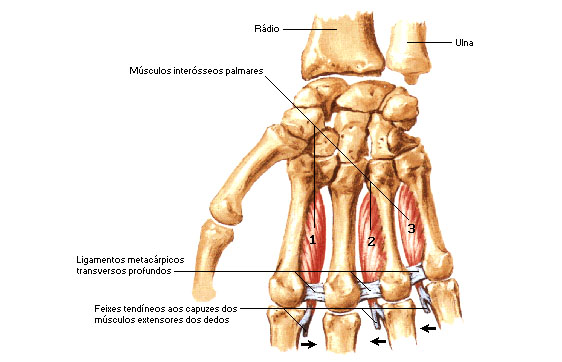 Rádio
Ulna
Músculos interósseos palmares
1
2
3
Ligamentos metacárpicos
transversos profundos
Feixes tendíneos aos capuzes dos
músculos extensores dos dedos